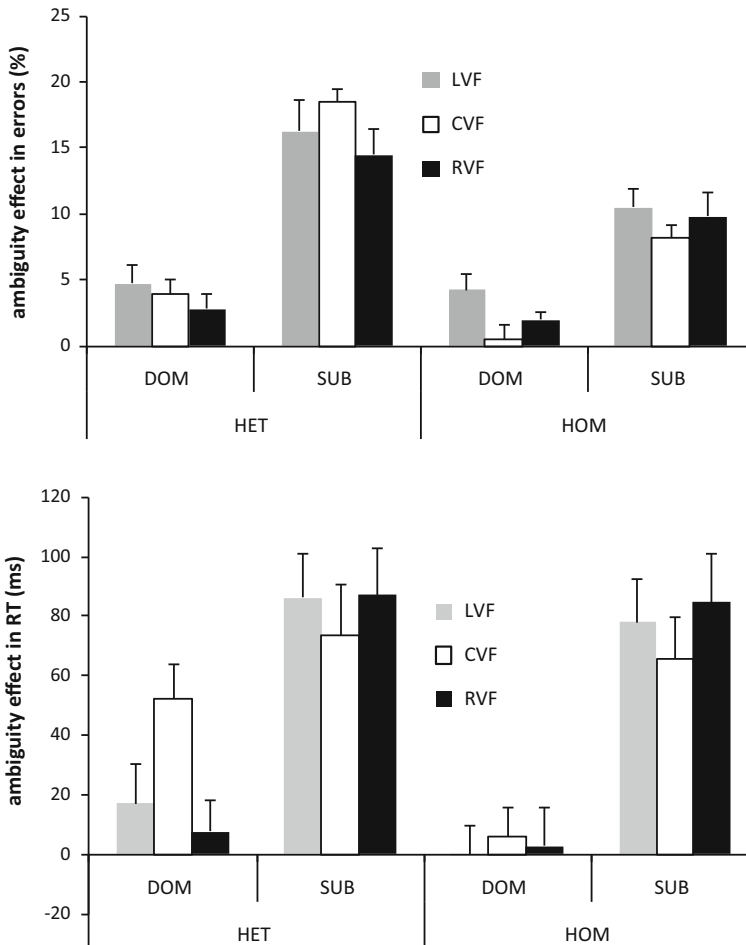 25
20
15
10
5
0
ambiguity effect in errors (%)
LVF
CVF
RVF
DOM SUB DOM SUB
HET HOM
120
100
80
60
40
20
0
-20
ambiguity effect in RT (ms)
LVF
CVF
RVF
DOM SUB DOM SUB
HET HOM